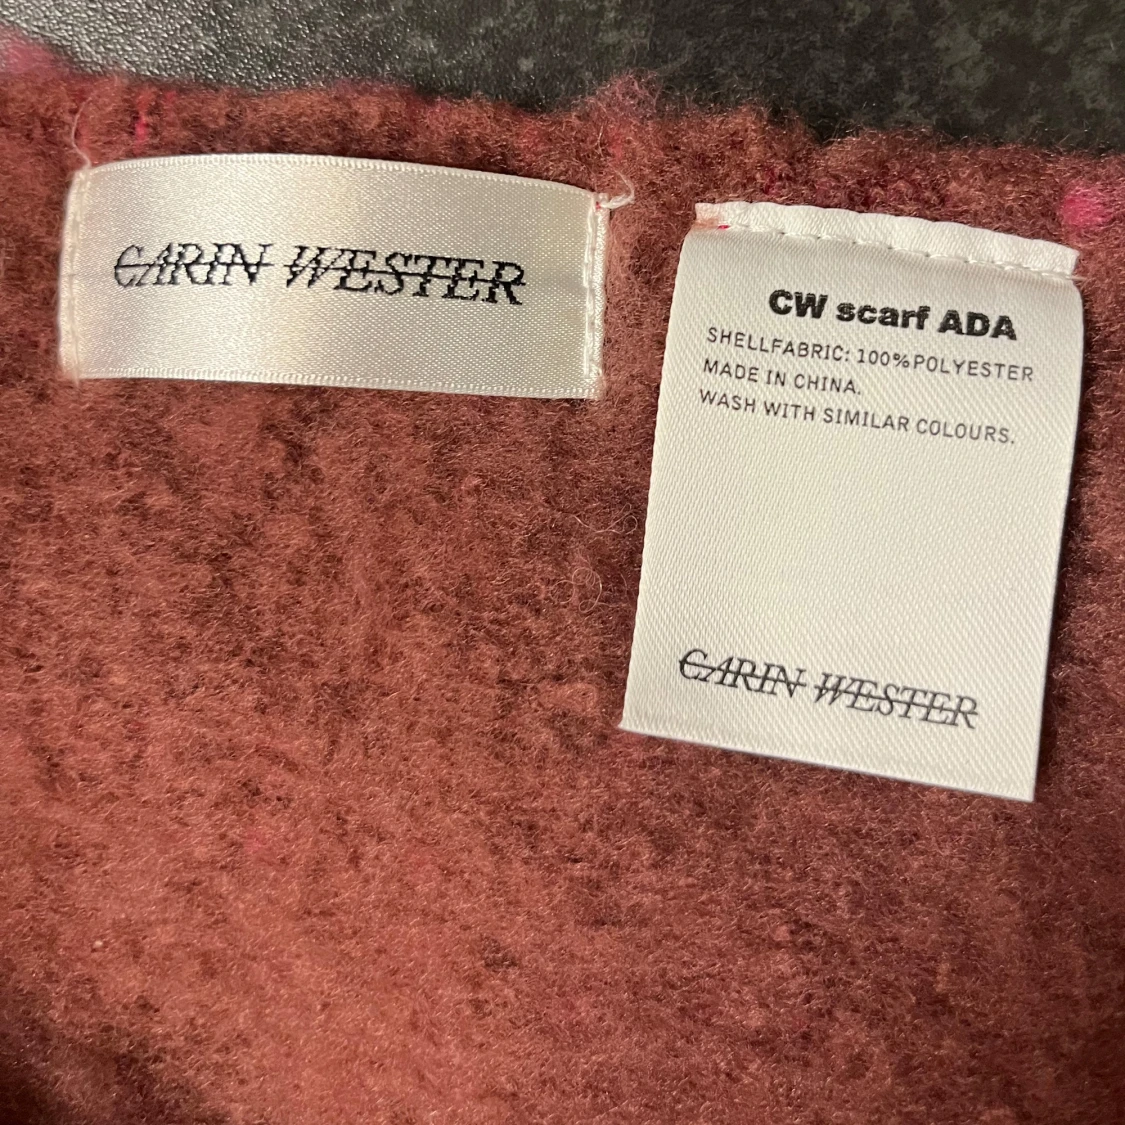 CARIN WESTER
CW scarf ADA
SHELLFABRIC: 100%POLYESTER
MADE IN CHINA.
WASH WITH SIMILAR COLOURS.
CARIN WESTER